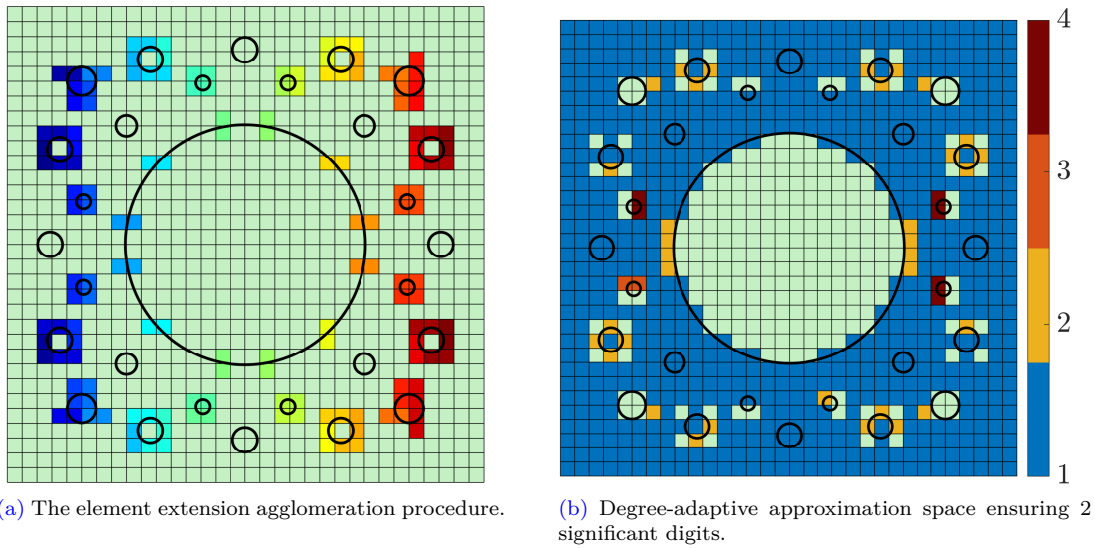 4
3
2
1
a) The element extension agglomeration procedure.
(b) Degree-adaptive approximation space ensuring 2
significant digits.